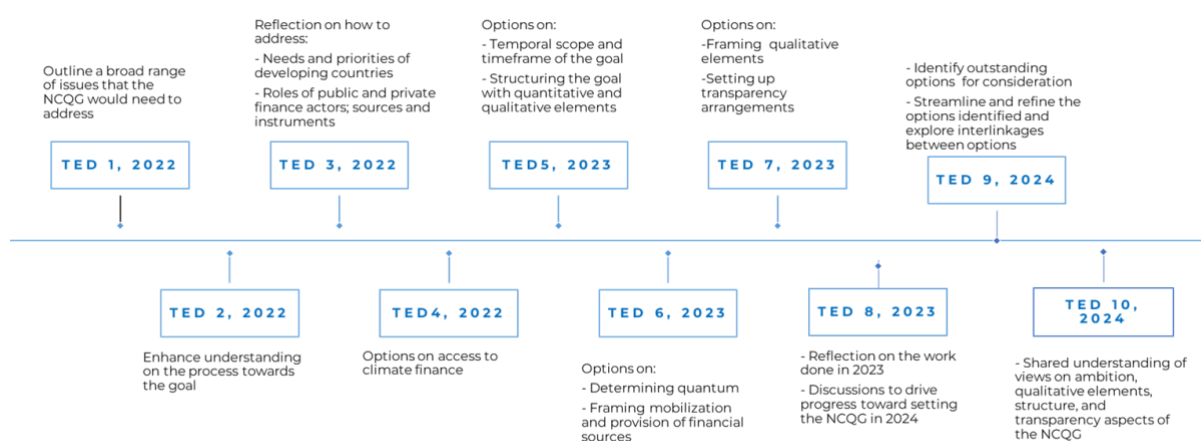 Outline a broad range
of issues that the
NCQG would need to
address
TED 1, 2022
Reflection on how to
address:
- Needs and priorities of
developing countries
- Roles of public and private
finance actors; sources and
instruments
TED 3, 2022
Options on:
- Temporal scope and
timeframe of the goal
- Structuring the goal
with quantitative and
qualitative elements
TED5, 2023
Options on:
-Framing qualitative
elements
-Setting up
transparency
arrangements
TED 7, 2023
- Identify outstanding
options for consideration
- Streamline and refine the
options identified and
explore interlinkages
between options
TED 9, 2024
TED 2, 2022
Enhance understanding
on the process towards
the goal
TED4, 2022
Options on access to
climate finance
TED 6, 2023
Options on:
- Determining quantum
- Framing mobilization
and provision of financial
sources
TED 8, 2023
- Reflection on the work
done in 2023
- Discussions to drive
progress toward setting
the NCQG in 2024
TED 10,
2024
- Shared understanding of
views on ambition,
qualitative elements,
structure, and
transparency aspects of
the NCQG